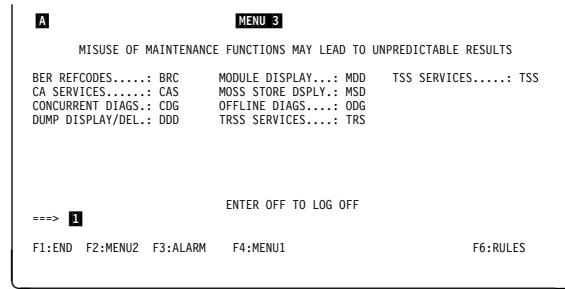 A MENU 3
MISUSE OF MAINTENANCE FUNCTIONS MAY LEAD TO UNPREDICTABLE RESULTS
BER REFCODES.....: BRC MODULE DISPLAY...: MDD TSS SERVICES.....: TSS
CA SERVICES......: CAS MOSS STORE DSPLY.: MSD
CONCURRENT DIAGS.: CDG OFFLINE DIAGS....: ODG
DUMP DISPLAY/DEL.: DDD TRSS SERVICES....: TRS
ENTER OFF TO LOG OFF
===> 1
F1:END F2:MENU2 F3:ALARM F4:MENU1 F6:RULES